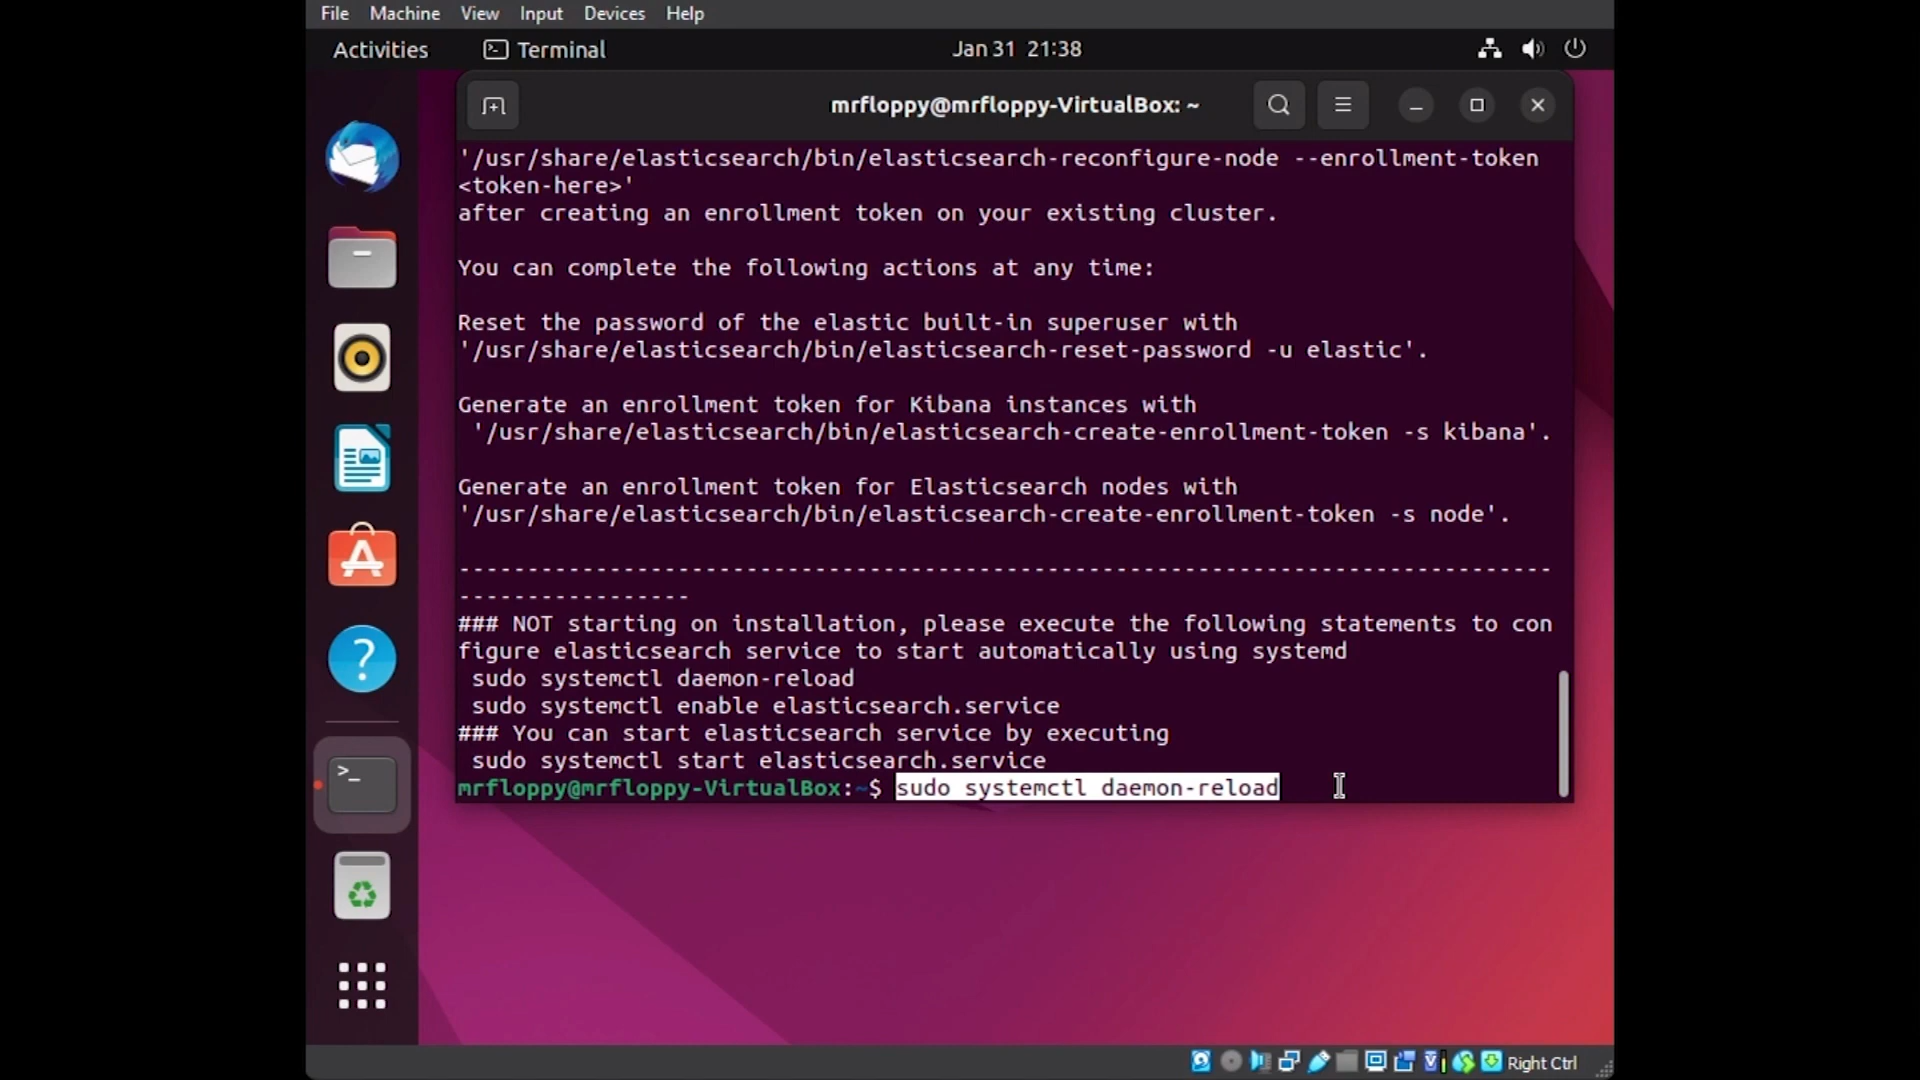 File Machine View Input Devices Help
Activities Terminal Jan 31 21:38
mrfloppy@mrfloppy-VirtualBox: ~
'/usr/share/elasticsearch/bin/elasticsearch-reconfigure-node --enrollment-token
<token-here>'
after creating an enrollment token on your existing cluster.
You can complete the following actions at any time:
Reset the password of the elastic built-in superuser with
'/usr/share/elasticsearch/bin/elasticsearch-reset-password -u elastic'.
Generate an enrollment token for Kibana instances with
'/usr/share/elasticsearch/bin/elasticsearch-create-enrollment-token -s kibana'.
Generate an enrollment token for Elasticsearch nodes with
'/usr/share/elasticsearch/bin/elasticsearch-create-enrollment-token -s node'.
--------------------------------------------------------------------------------
-----------------
### NOT starting on installation, please execute the following statements to con
figure elasticsearch service to start automatically using systemd
sudo systemctl daemon-reload
sudo systemctl enable elasticsearch.service
### You can start elasticsearch service by executing
sudo systemctl start elasticsearch.service
mrfloppy@mrfloppy-VirtualBox:~$ sudo systemctl daemon-reload
Right Ctrl